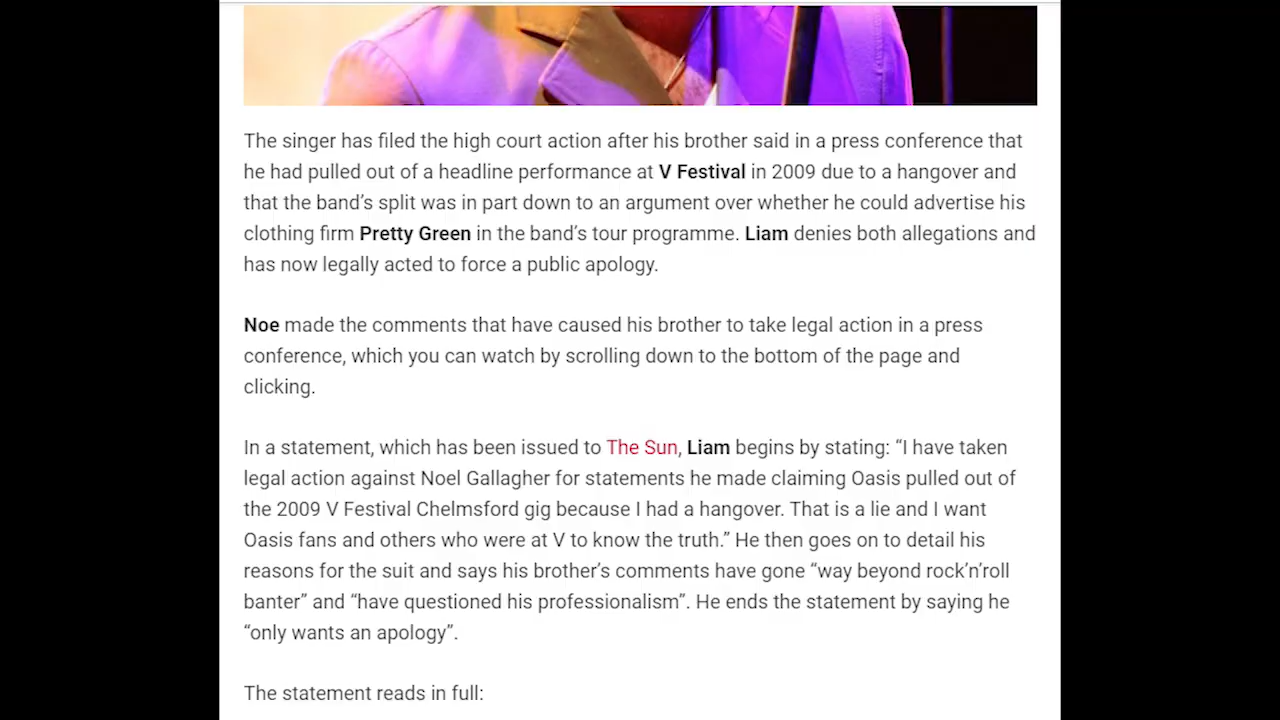 The singer has filed the high court action after his brother said in a press conference that
he had pulled out of a headline performance at V Festival in 2009 due to a hangover and
that the band’s split was in part down to an argument over whether he could advertise his
clothing firm Pretty Green in the band’s tour programme. Liam denies both allegations and
has now legally acted to force a public apology.
Noe made the comments that have caused his brother to take legal action in a press
conference, which you can watch by scrolling down to the bottom of the page and
clicking.
In a statement, which has been issued to The Sun, Liam begins by stating: “I have taken
legal action against Noel Gallagher for statements he made claiming Oasis pulled out of
the 2009 V Festival Chelmsford gig because I had a hangover. That is a lie and I want
Oasis fans and others who were at V to know the truth.” He then goes on to detail his
reasons for the suit and says his brother’s comments have gone “way beyond rock’n’roll
banter” and “have questioned his professionalism”. He ends the statement by saying he
“only wants an apology”.
The statement reads in full: